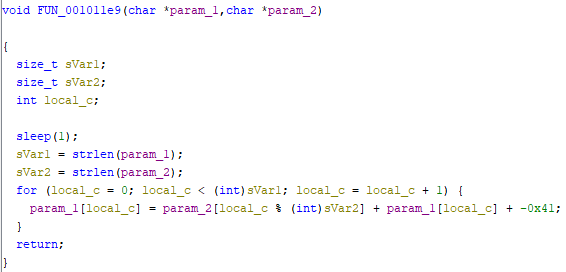 void FUN_001011e9(char *param_1,char *param_2)
{
size_t sVar1;
size_t sVar2;
int local_c;
sleep(1);
sVar1 = strlen(param_1);
sVar2 = strlen(param_2);
for (local_c = 0; local_c < (int)sVar1; local_c = local_c + 1) {
param_1[local_c] = param_2[local_c % (int)sVar2] + param_1[local_c] + -0x41;
}
return;
}